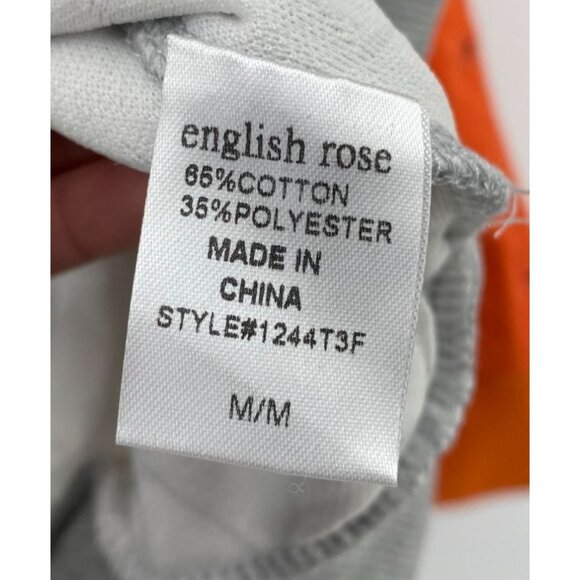 english rose
65%COTTON
35%POLYESTER
MADE IN
CHINA
STYLE#1244T3F
M/M